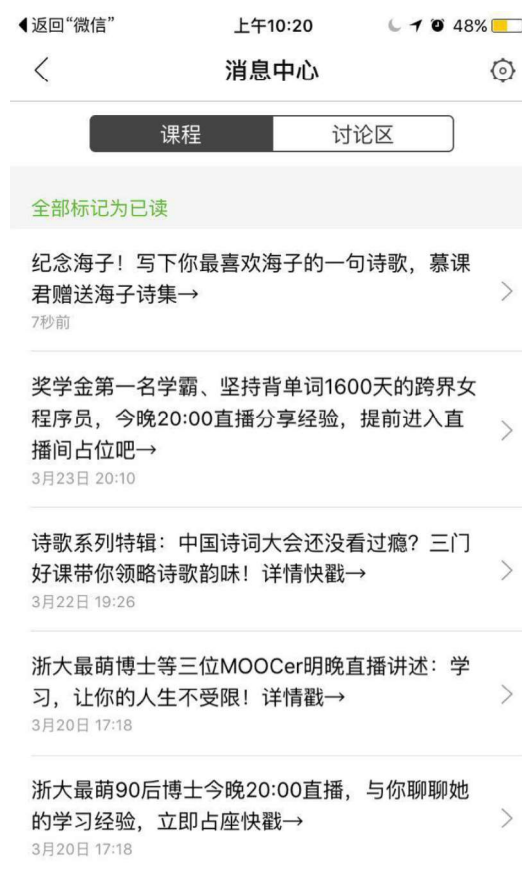 返回“微信” 上午10:20 48%
消息中心
课程 讨论区
全部标记为已读
纪念海子！写下你最喜欢海子的一句诗歌，慕课
君赠送海子诗集→
7秒前
奖学金第一名学霸、坚持背单词1600天的跨界女
程序员，今晚20:00直播分享经验，提前进入直
播间占位吧→
3月23日 20:10
诗歌系列特辑：中国诗词大会还没看过瘾？三门
好课带你领略诗歌韵味！详情快戳→
3月22日 19:26
浙大最萌博士等三位MOOCer明晚直播讲述：学
习，让你的人生不受限！详情戳→
3月20日 17:18
浙大最萌90后博士今晚20:00直播，与你聊聊她
的学习经验，立即占座快戳→
3月20日 17:18